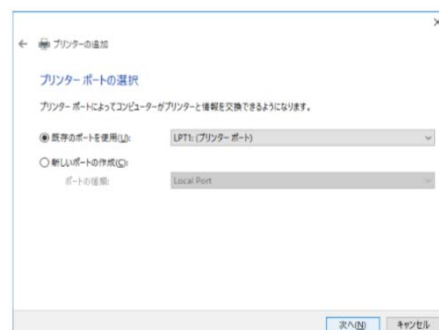 プリンターの追加
プリンター ポートの選択
プリンター ポートによってコンピューターがプリンターと情報を交換できるようになります。
既存のポートを使用(U): LPT1: (プリンター ポート)
新しいポートの作成(C):
ポートの種類: Local Port
次へ(N) キャンセル